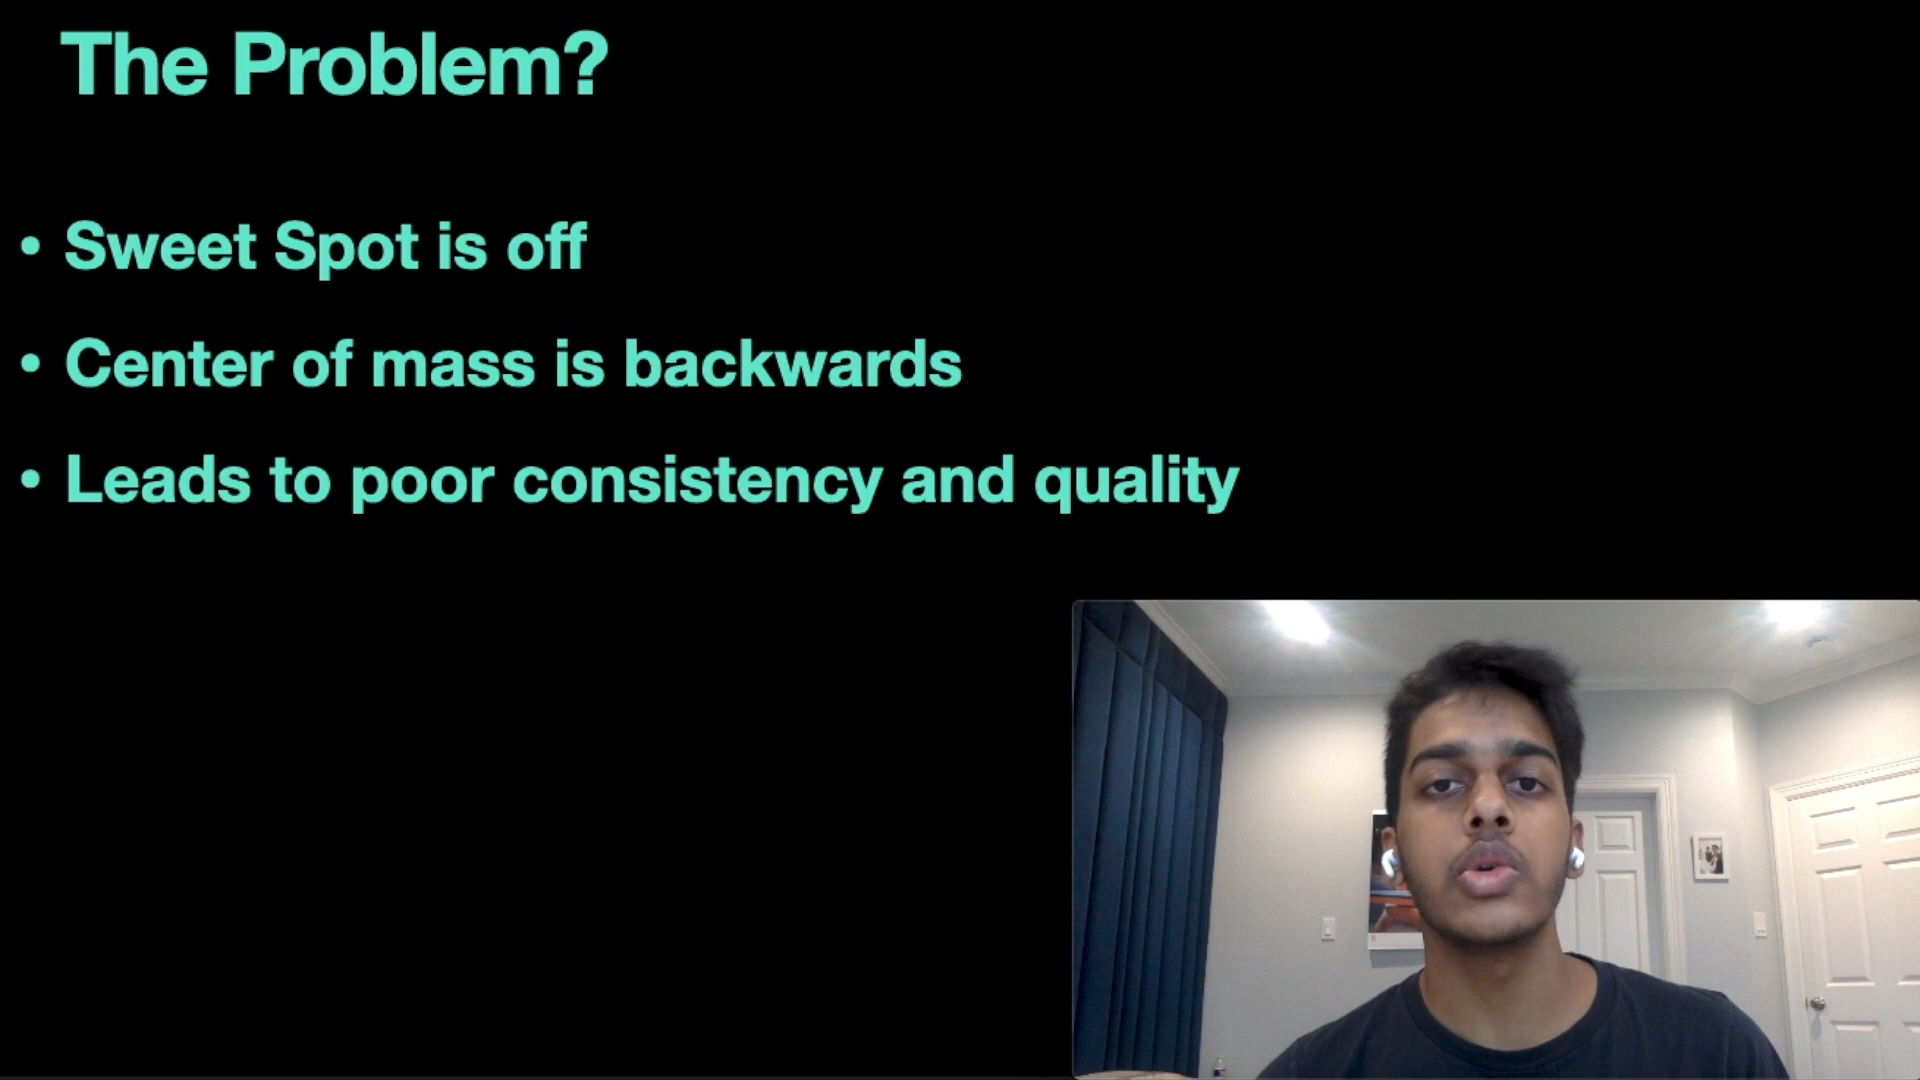 The Problem?
• Sweet Spot is off
• Center of mass is backwards
• Leads to poor consistency and quality